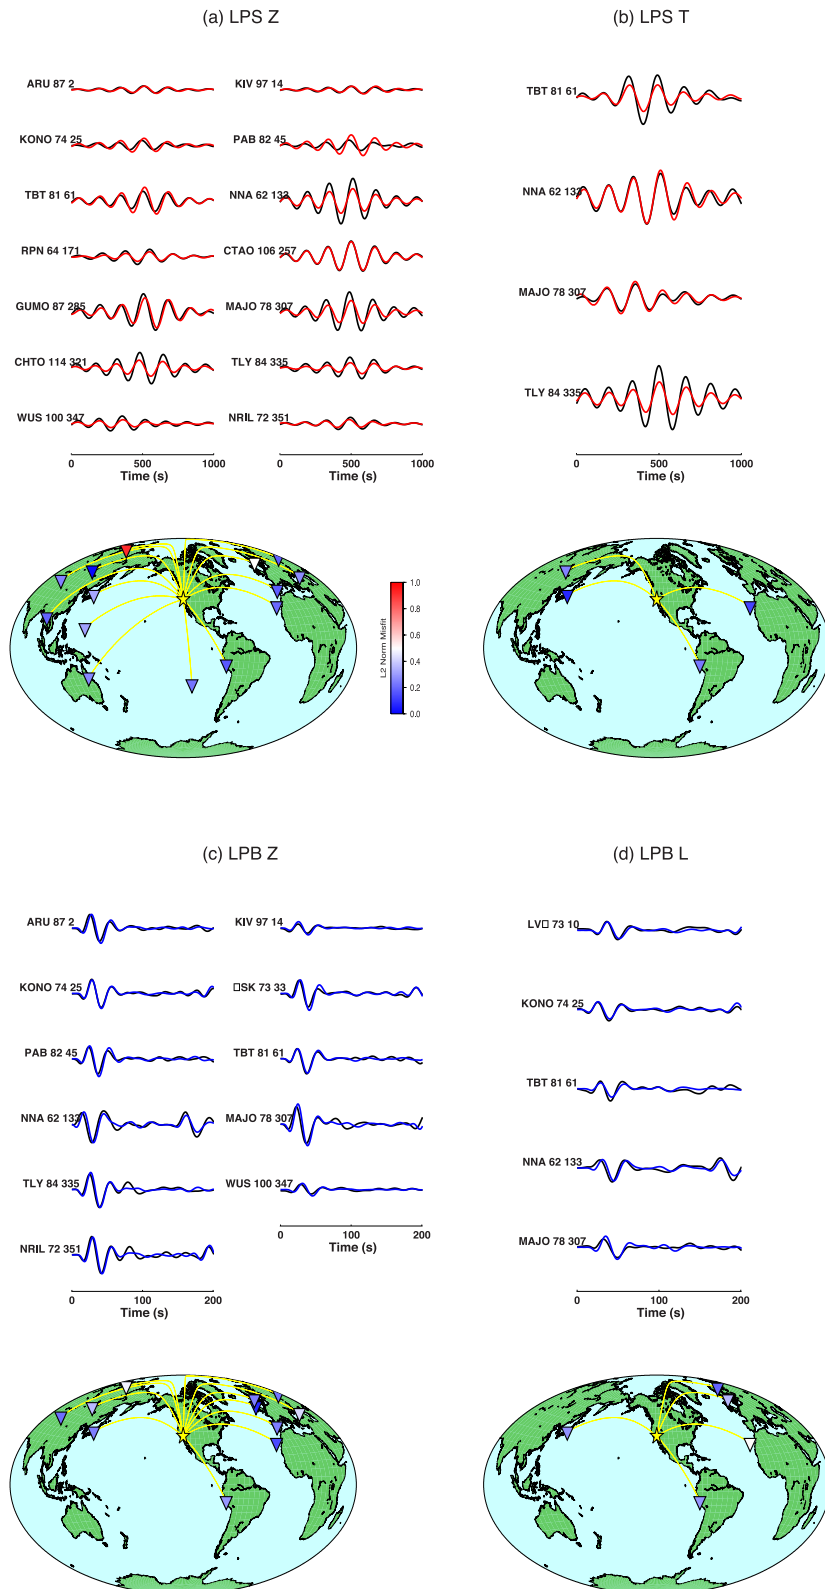 (a) LPS Z
ARU 87 2
KIV 97 14
KONO 74 25
PAB 82 45
TBT 81 61
NNA 62 133
RPN 64 171
CTAO 106 257
GUMO 87 285
MAJO 78 307
CHTO 114 321
TLY 84 335
WUS 100 347
NRIL 72 351
0 500 1000
Time (s)
0 500 1000
Time (s)
(b) LPS T
TBT 81 61
NNA 62 133
MAJO 78 307
TLY 84 335
0 500 1000
Time (s)
L2 Norm Misfit
1.0
0.8
0.6
0.4
0.2
0.0
(c) LPB Z
ARU 87 2
KIV 97 14
KONO 74 25
□SK 73 33
PAB 82 45
TBT 81 61
NNA 62 133
MAJO 78 307
TLY 84 335
WUS 100 347
NRIL 72 351
0 100 200
Time (s)
0 100 200
Time (s)
(d) LPB L
LV□ 73 10
KONO 74 25
TBT 81 61
NNA 62 133
MAJO 78 307
0 100 200
Time (s)